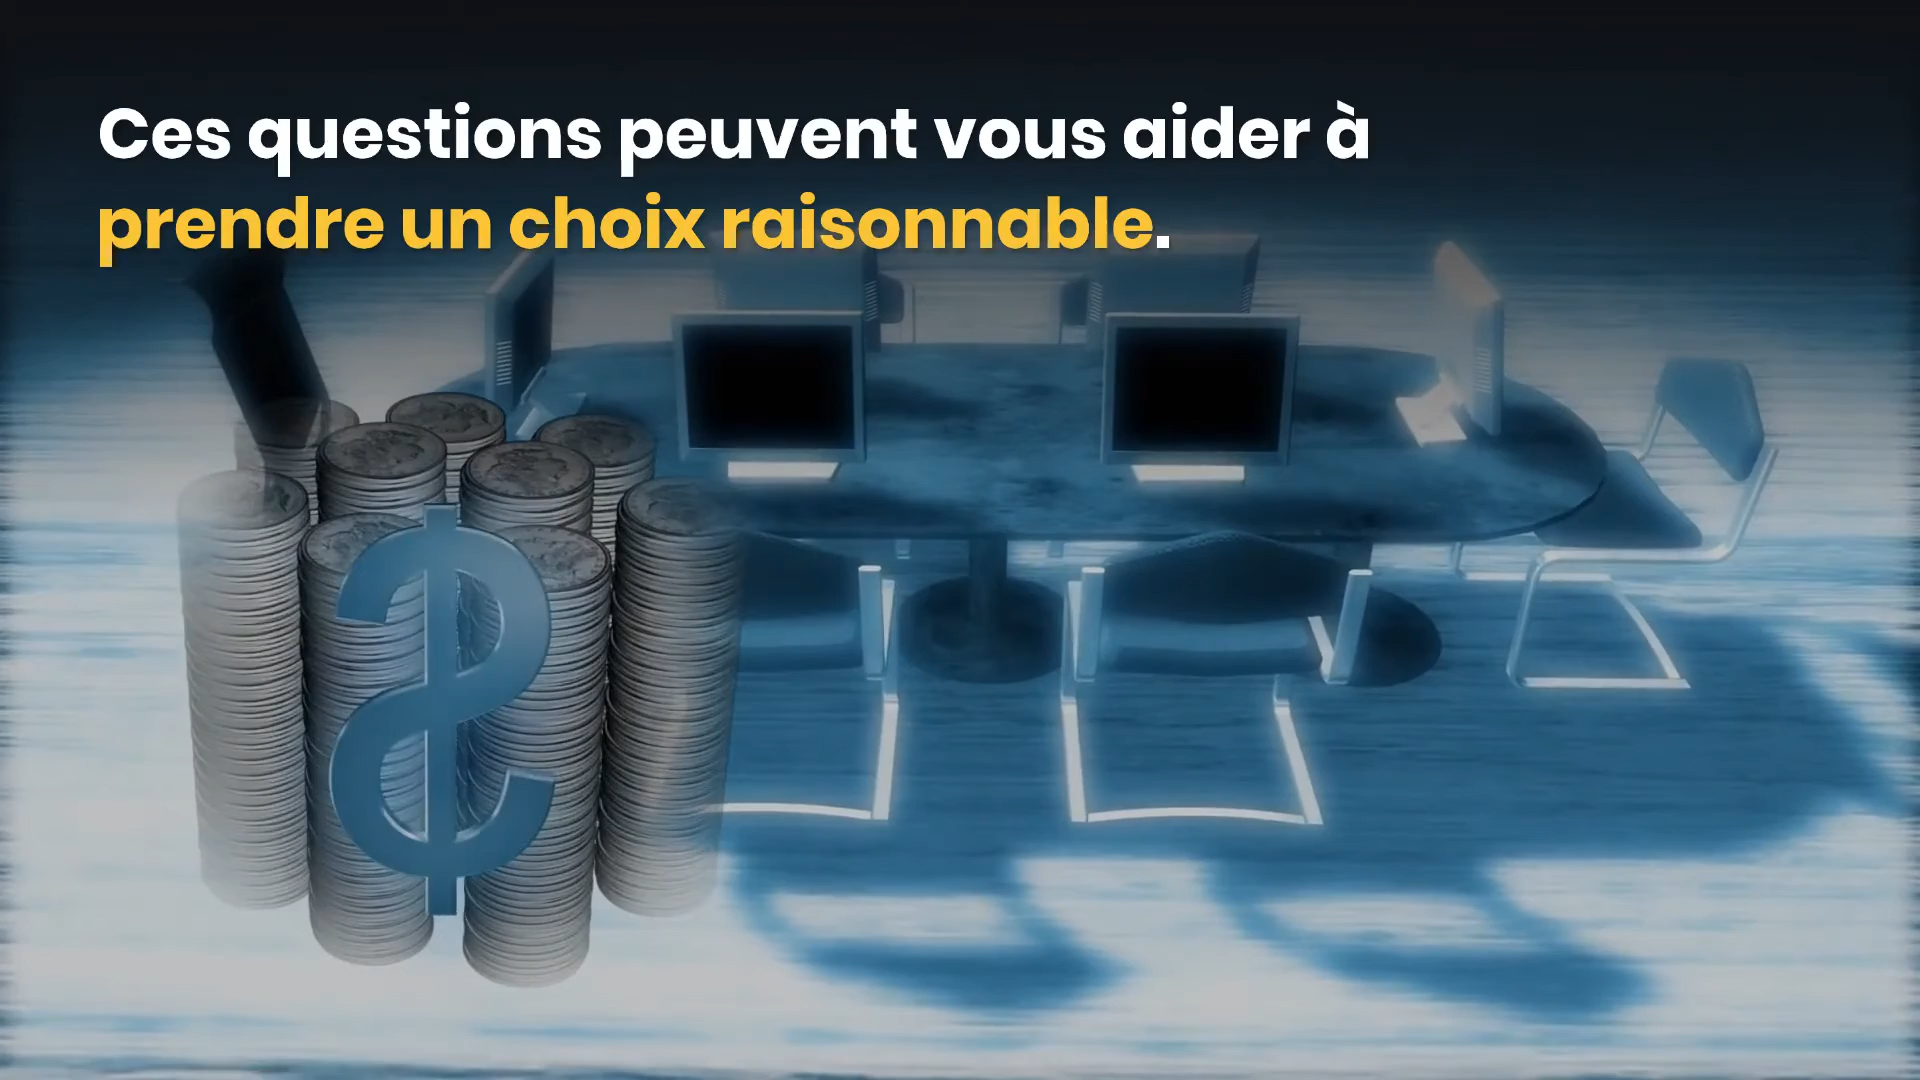 Ces questions peuvent vous aider à
prendre un choix raisonnable.